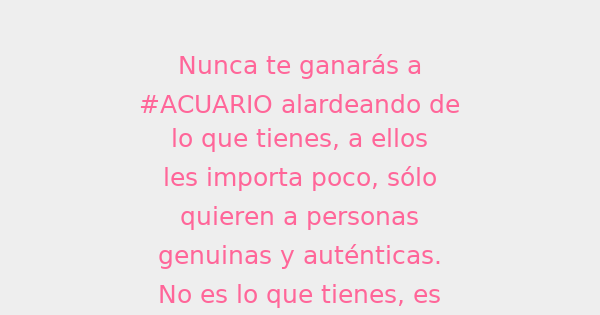 Nunca te ganarás a
#ACUARIO alardeando de
lo que tienes, a ellos
les importa poco, sólo
quieren a personas
genuinas y auténticas.
No es lo que tienes, es